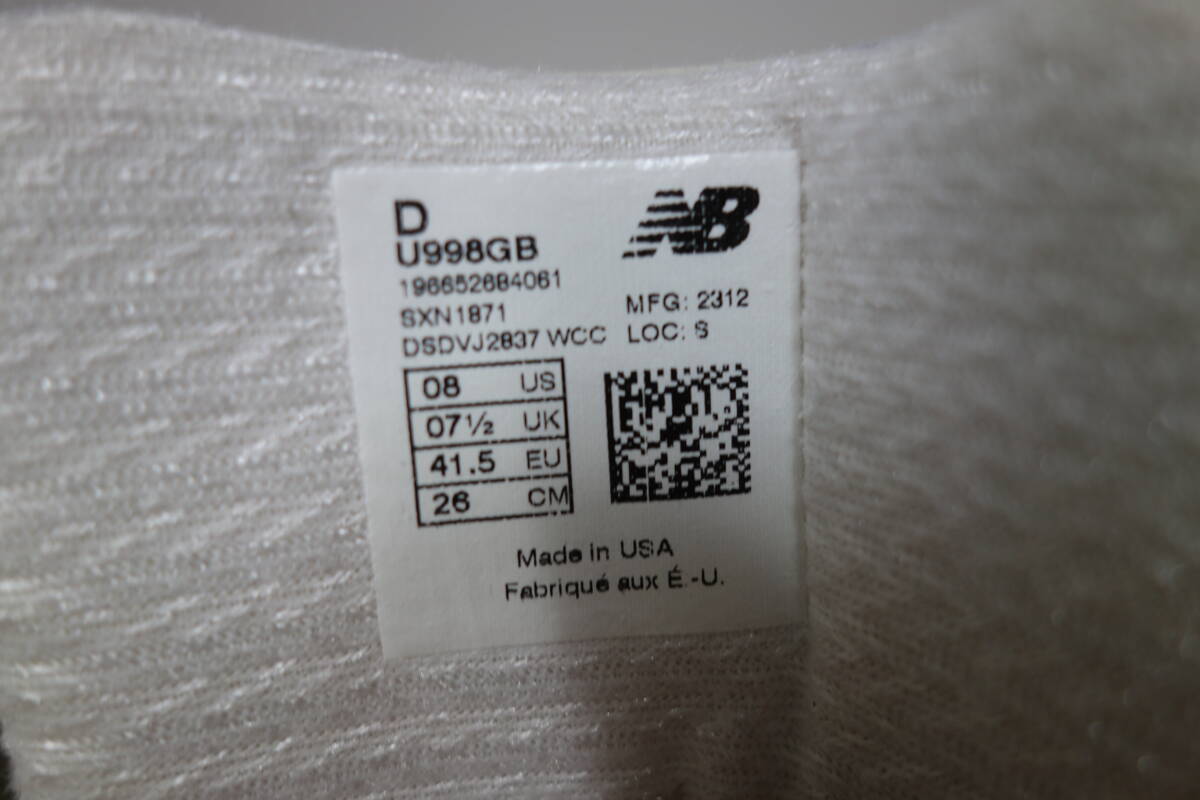 D
NB
U998GB
196652684061
SXN1871
MFG: 2312
DSDVJ2837 WCC
LOC: S
08 US
07½ UK
41.5 EU
26 CM
Made in USA
Fabriqué aux É.-U.